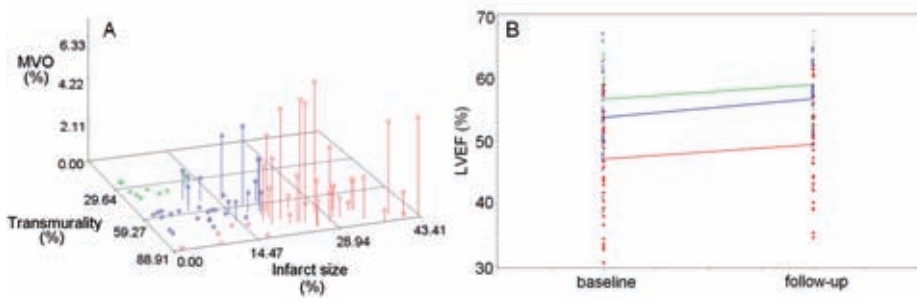 A
MVO
(%)
6.33
4.22
2.11
0.00
29.64
59.27
88.91
Transmurality
(%)
0.00
14.47
28.94
43.41
Infarct size
(%)
B
LVEF (%)
70
60
50
40
30
baseline
follow-up